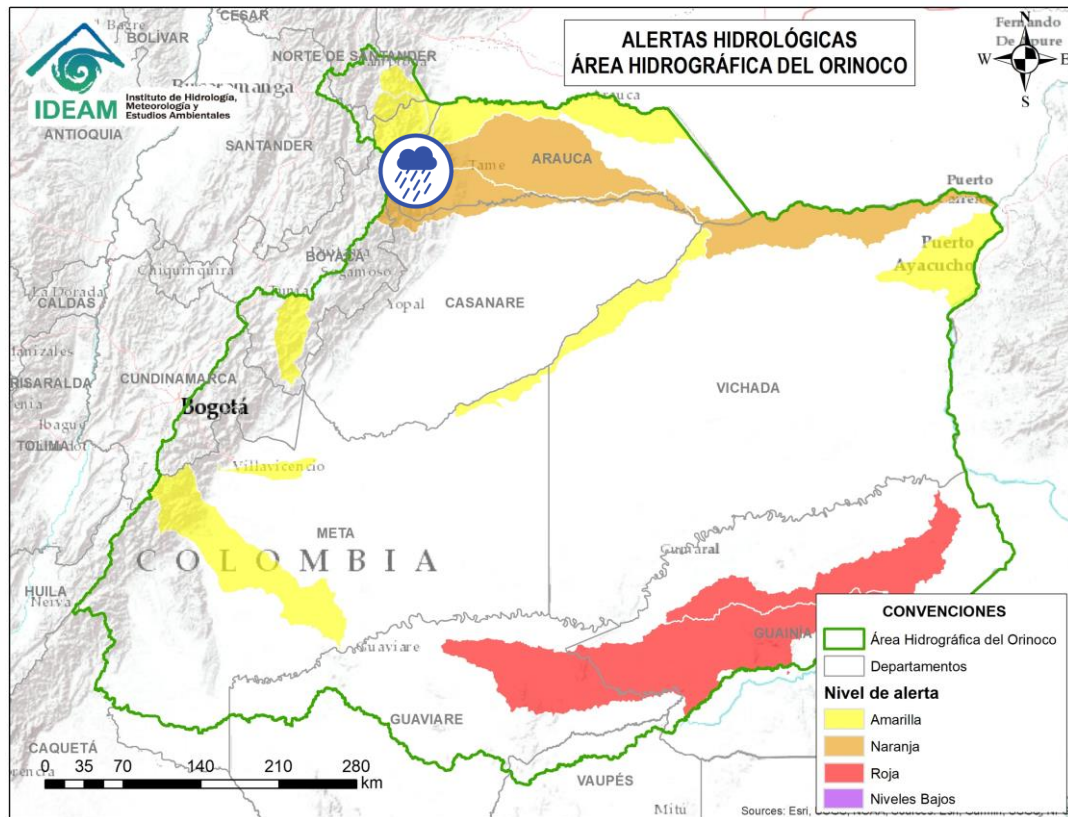 ALERTAS HIDROLÓGICAS
ÁREA HIDROGRÁFICA DEL ORINOCO
N
W
E
S
IDEAM
Instituto de Hidrología,
Meteorología y
Estudios Ambientales
CESAR
BOLÍVAR
NORTE DE SANTANDER
Fernando
De Apure
ANTIOQUIA
SANTANDER
Arauca
Tame
ARAUCA
Puerto
Puerto
Ayacucho
BOYACÁ
Sogamoso
Chiquinquira
La Dorada
CALDAS
Tunja
Yopal
CASANARE
Manizales
RISARALDA
CUNDINAMARCA
VICHADA
Bogotá
Ibague
TOLIMA
Villavicencio
META
COLOMBIA
Cumaral
HUILA
Neiva
Guaviare
GUAINÍA
GUAVIARE
CAQUETÁ
VAUPÉS
Mitu
0 35 70 140 210 280
km
CONVENCIONES
Área Hidrográfica del Orinoco
Departamentos
Nivel de alerta
Amarilla
Naranja
Roja
Niveles Bajos
Sources: Esri,